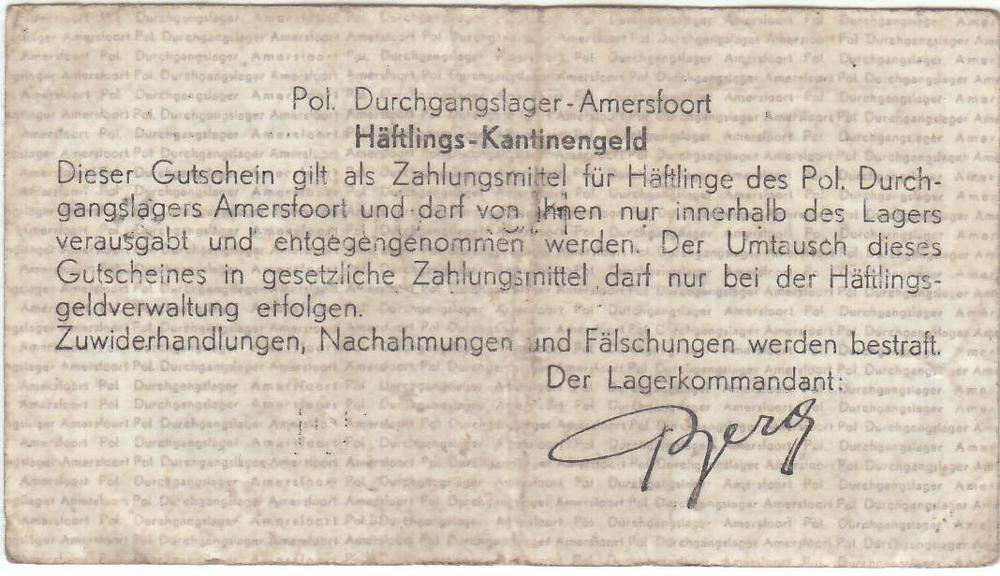 Pol. Durchgangslager-Amersfoort
Häftlings-Kantinengeld
Dieser Gutschein gilt als Zahlungsmittel für Häftlinge des Pol. Durch-
gangslagers Amersfoort und darf von ihnen nur innerhalb des Lagers
verausgabt und entgegengenommen werden. Der Umtausch dieses
Gutscheines in gesetzliche Zahlungsmittel darf nur bei der Häftlings-
geldverwaltung erfolgen.
Zuwiderhandlungen, Nachahmungen und Fälschungen werden bestraft.
Der Lagerkommandant:
Berg